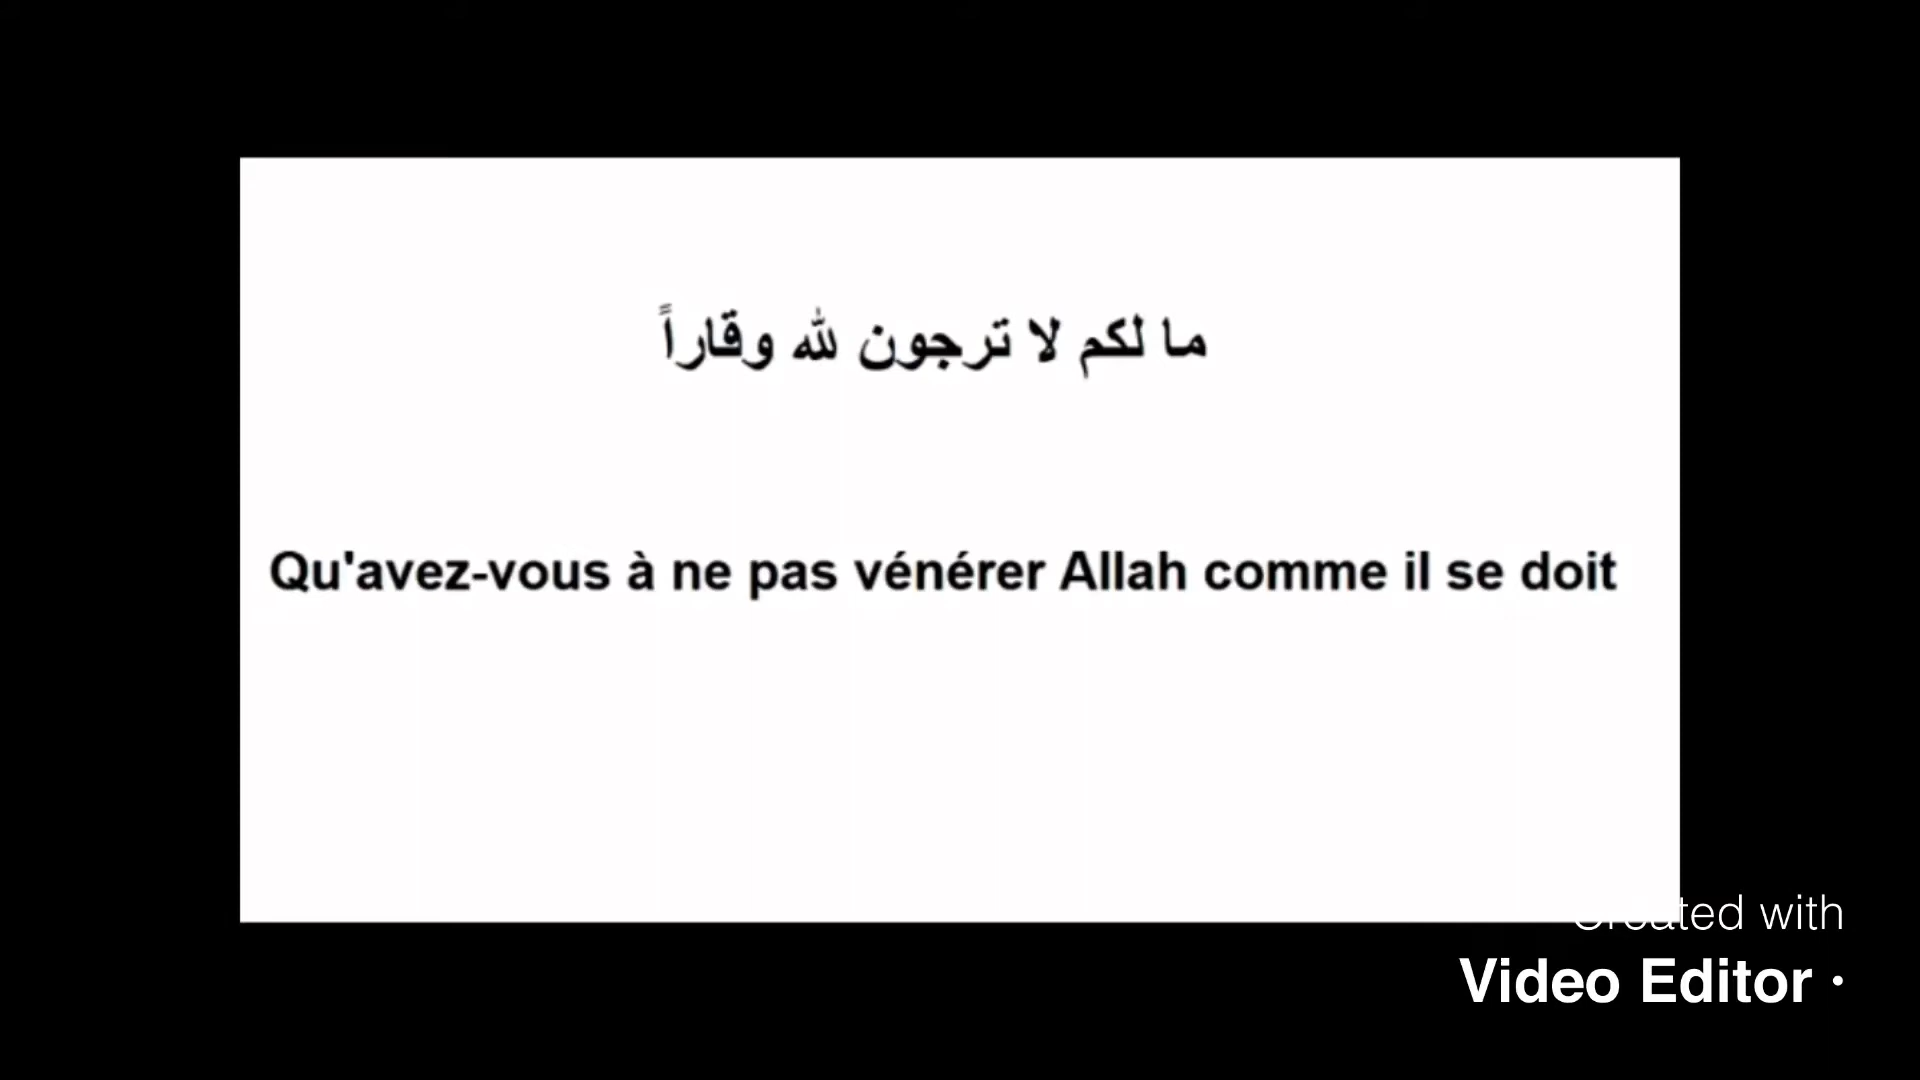 ما لكم لا ترجون لله وقاراً
Qu'avez-vous à ne pas vénérer Allah comme il se doit
Created with
Video Editor ·